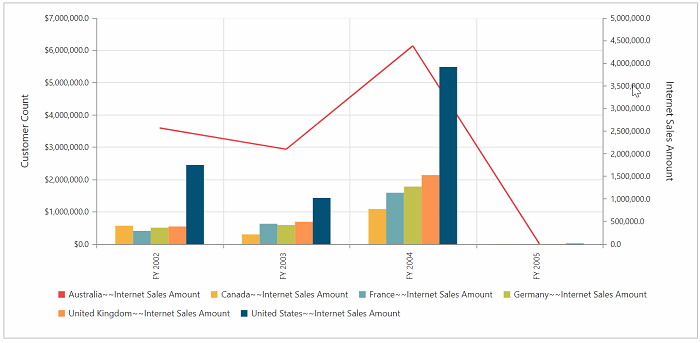 $7,000,000.0
$6,000,000.0
$5,000,000.0
$4,000,000.0
$3,000,000.0
$2,000,000.0
$1,000,000.0
$0.0
Customer Count
5,000,000.0
4,500,000.0
4,000,000.0
3,500,000.0
3,000,000.0
2,500,000.0
2,000,000.0
1,500,000.0
1,000,000.0
500,000.0
0.0
Internet Sales Amount
FY 2002
FY 2003
FY 2004
FY 2005
Australia~~Internet Sales Amount
Canada~~Internet Sales Amount
France~~Internet Sales Amount
Germany~~Internet Sales Amount
United Kingdom~~Internet Sales Amount
United States~~Internet Sales Amount